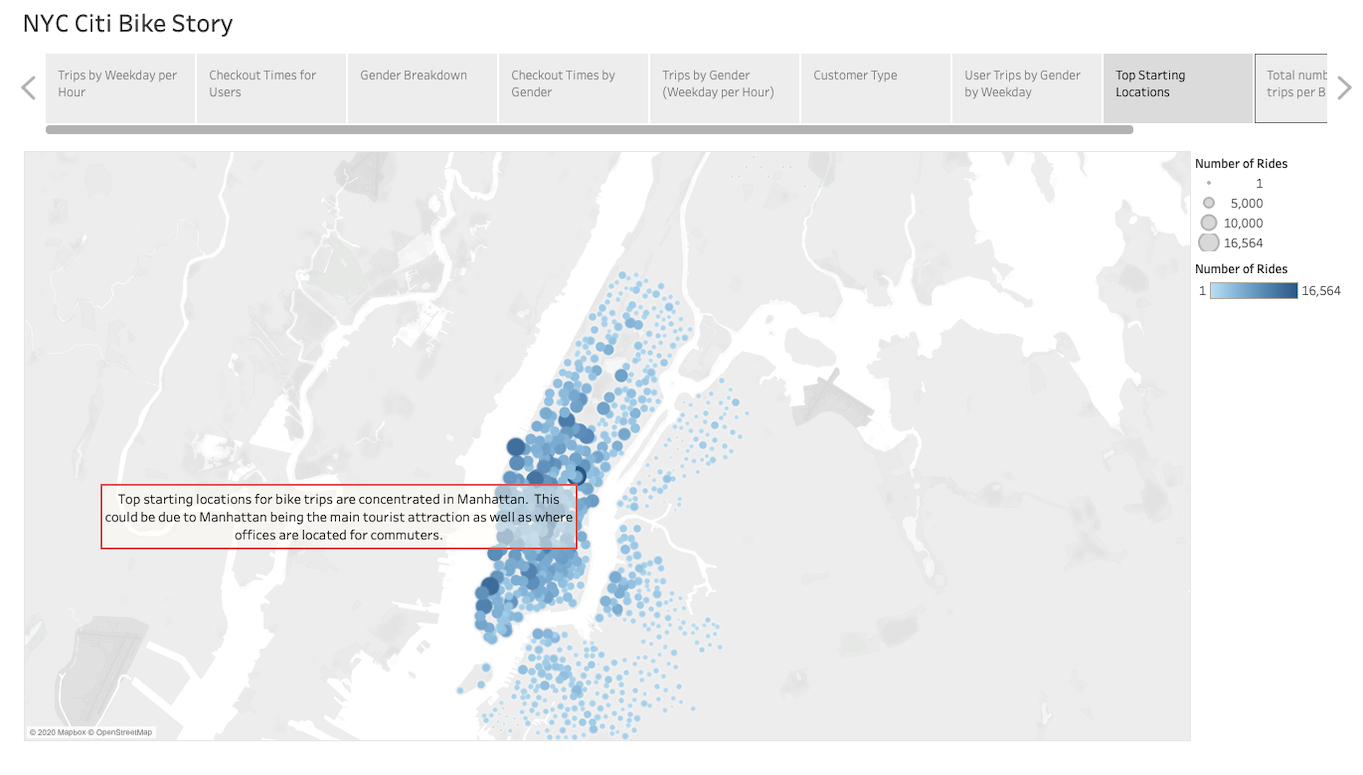 NYC Citi Bike Story
Trips by Weekday per
Hour
Checkout Times for
Users
Gender Breakdown
Checkout Times by
Gender
Trips by Gender
(Weekday per Hour)
Customer Type
User Trips by Gender
by Weekday
Top Starting
Locations
Total numb
trips per B
Number of Rides
1
5,000
10,000
16,564
Number of Rides
1 16,564
Top starting locations for bike trips are concentrated in Manhattan.  This
could be due to Manhattan being the main tourist attraction as well as where
offices are located for commuters.
© 2020 Mapbox © OpenStreetMap